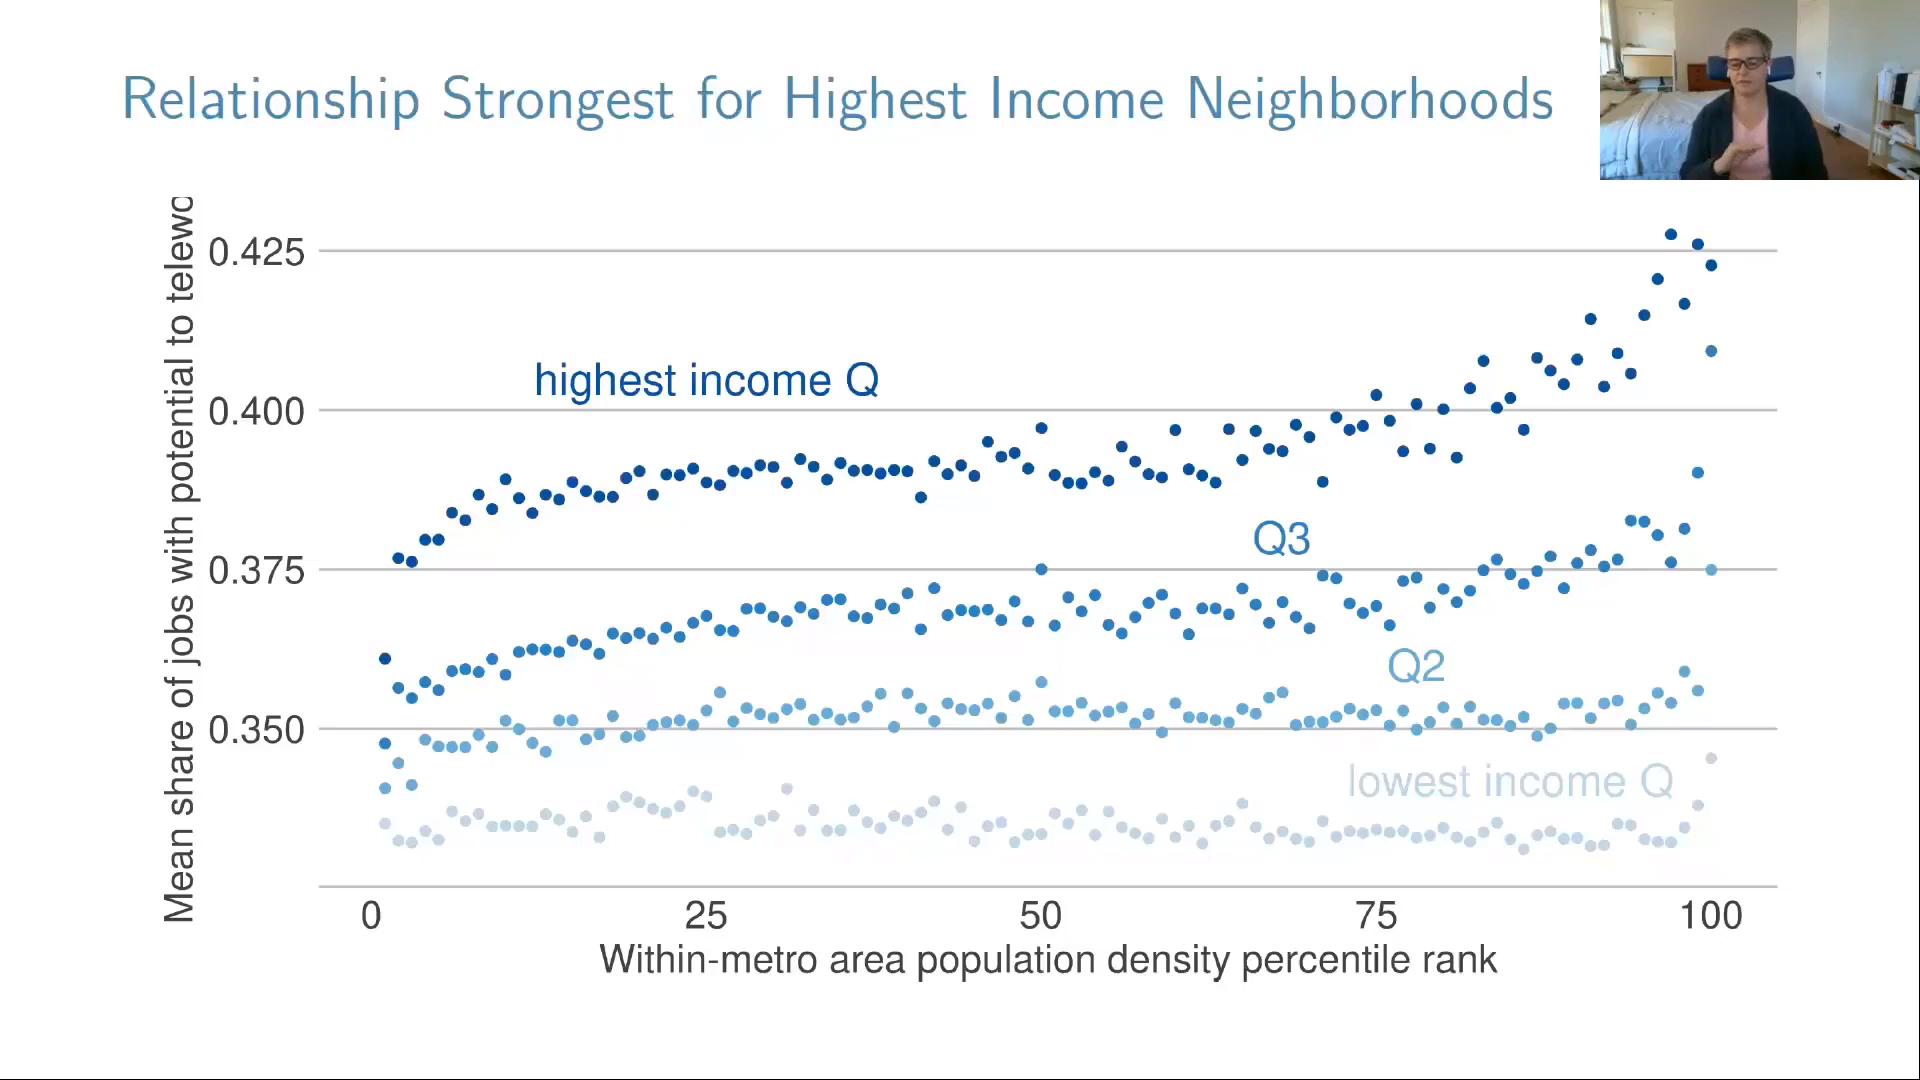 Relationship Strongest for Highest Income Neighborhoods
Mean share of jobs with potential to
0.425
0.400
0.375
0.350
highest income Q
Q3
Q2
lowest income Q
0 25 50 75 100
Within-metro area population density percentile rank